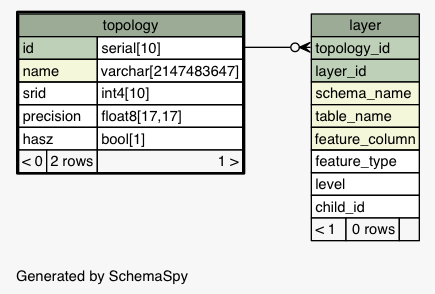 topology
id serial[10]
name varchar[2147483647]
srid int4[10]
precision float8[17,17]
hasz bool[1]
< 0 2 rows 1 >
layer
topology_id
layer_id
schema_name
table_name
feature_column
feature_type
level
child_id
< 1 0 rows
Generated by SchemaSpy